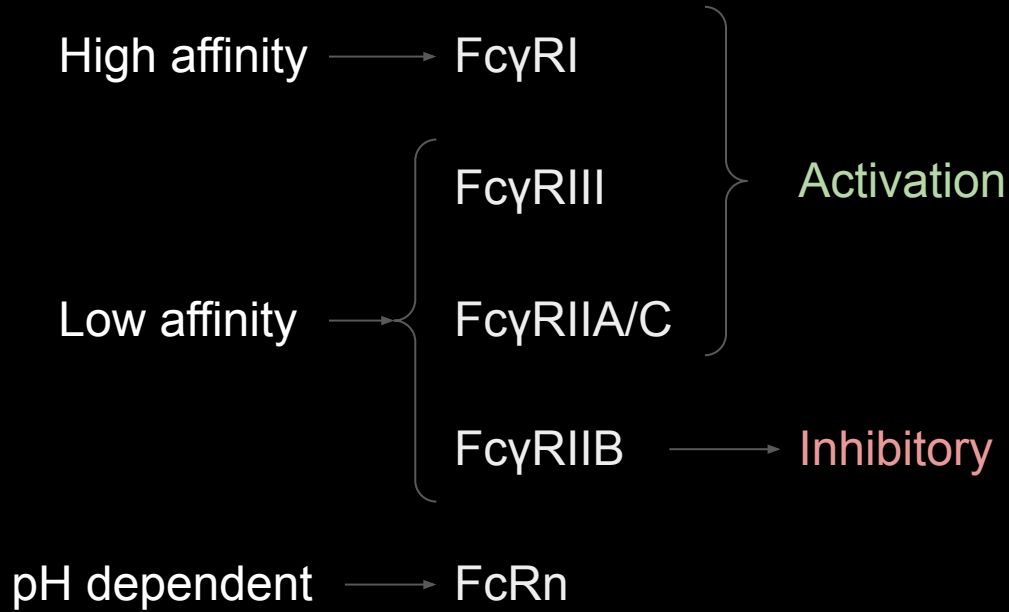 High affinity FcγRI
FcγRIII
Activation
Low affinity FcγRIIA/C
FcγRIIB Inhibitory
pH dependent FcRn